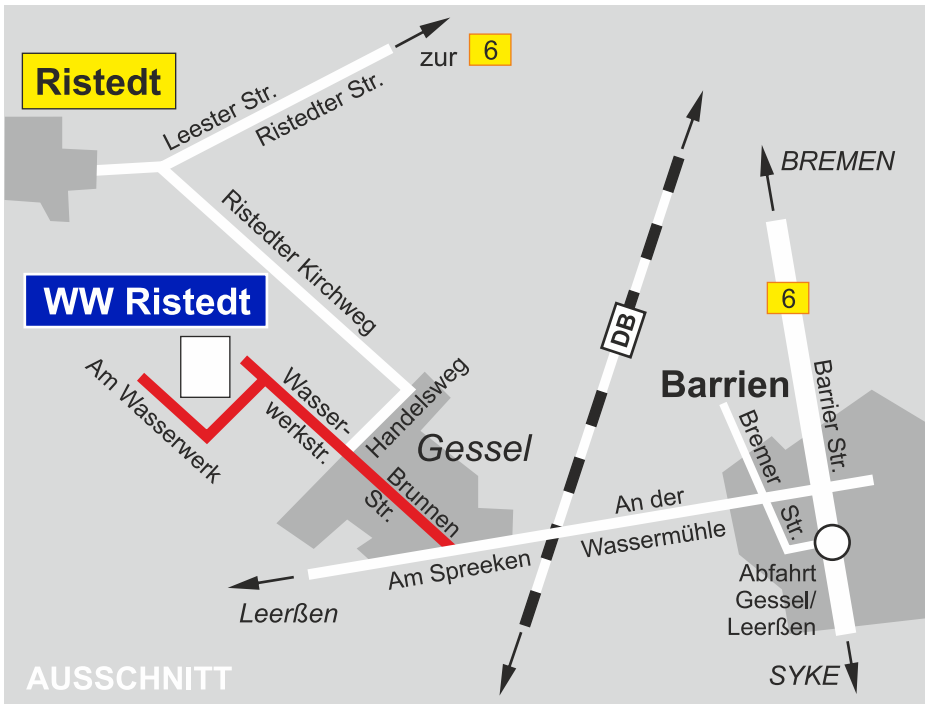 zur 6
Ristedt
Leester Str.
Ristedter Str.
BREMEN
Ristedter Kirchweg
WW Ristedt
6
DB
Am Wasserwerk
Wasser-
werkstr.
Handelsweg
Gessel
Barrien
Barrier Str.
Bremer
Str.
Brunnen
Str.
An der
Wassermühle
Am Spreeken
Abfahrt
Gessel/
Leerßen
Leerßen
SYKE
AUSSCHNITT